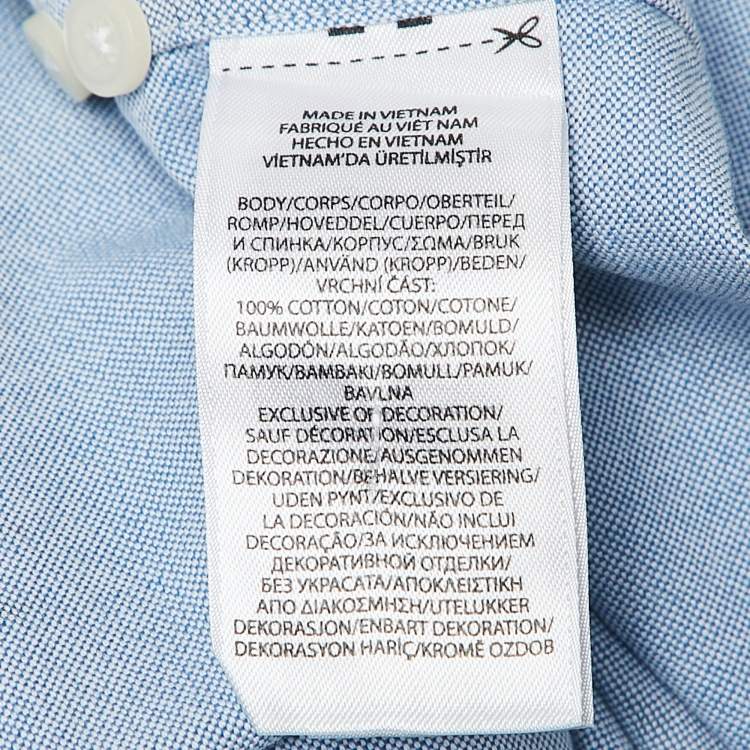 MADE IN VIETNAM
FABRIQUÉ AU VIÊT NAM
HECHO EN VIETNAM
VİETNAM'DA ÜRETİLMİŞTİR
BODY/CORPS/CORPO/OBERTEIL/
ROMP/HOVEDDEL/CUERPO/ПЕРЕД
И СПИНКА/КОРПУС/ΣΩΜΑ/BRUK
(KROPP)/ANVÄND (KROPP)/BEDEN/
VRCHNÍ ČÁST:
100% COTTON/COTON/COTONE/
BAUMWOLLE/KATOEN/BOMULD/
ALGODÓN/ALGODÃO/ХЛОПОК/
ПАМУК/ΒΑΜΒΑΚΙ/BOMULL/PAMUK/
BAVLNA
EXCLUSIVE OF DECORATION/
SAUF DÉCORATION/ESCLUSA LA
DECORAZIONE/AUSGENOMMEN
DEKORATION/BEHALVE VERSIERING/
UDEN PYNT/EXCLUSIVO DE
LA DECORACIÓN/NÃO INCLUI
DECORAÇÃO/ЗА ИСКЛЮЧЕНИЕМ
ДЕКОРАТИВНОЙ ОТДЕЛКИ/
БЕЗ УКРАСАТА/ΑΠΟΚΛΕΙΣΤΙΚΗ
ΑΠΟ ΔΙΑΚΟΣΜΗΣΗ/UTELUKKER
DEKORASJON/ENBART DEKORATION/
DEKORASYON HARİÇ/KROMĚ OZDOB